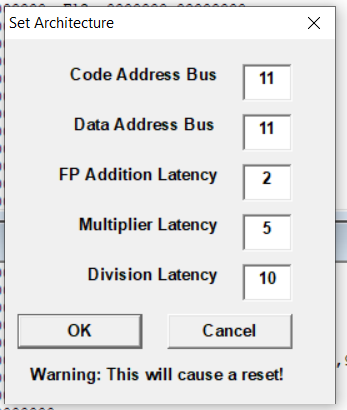 Set Architecture
Code Address Bus 11
Data Address Bus 11
FP Addition Latency 2
Multiplier Latency 5
Division Latency 10
OK Cancel
Warning: This will cause a reset!